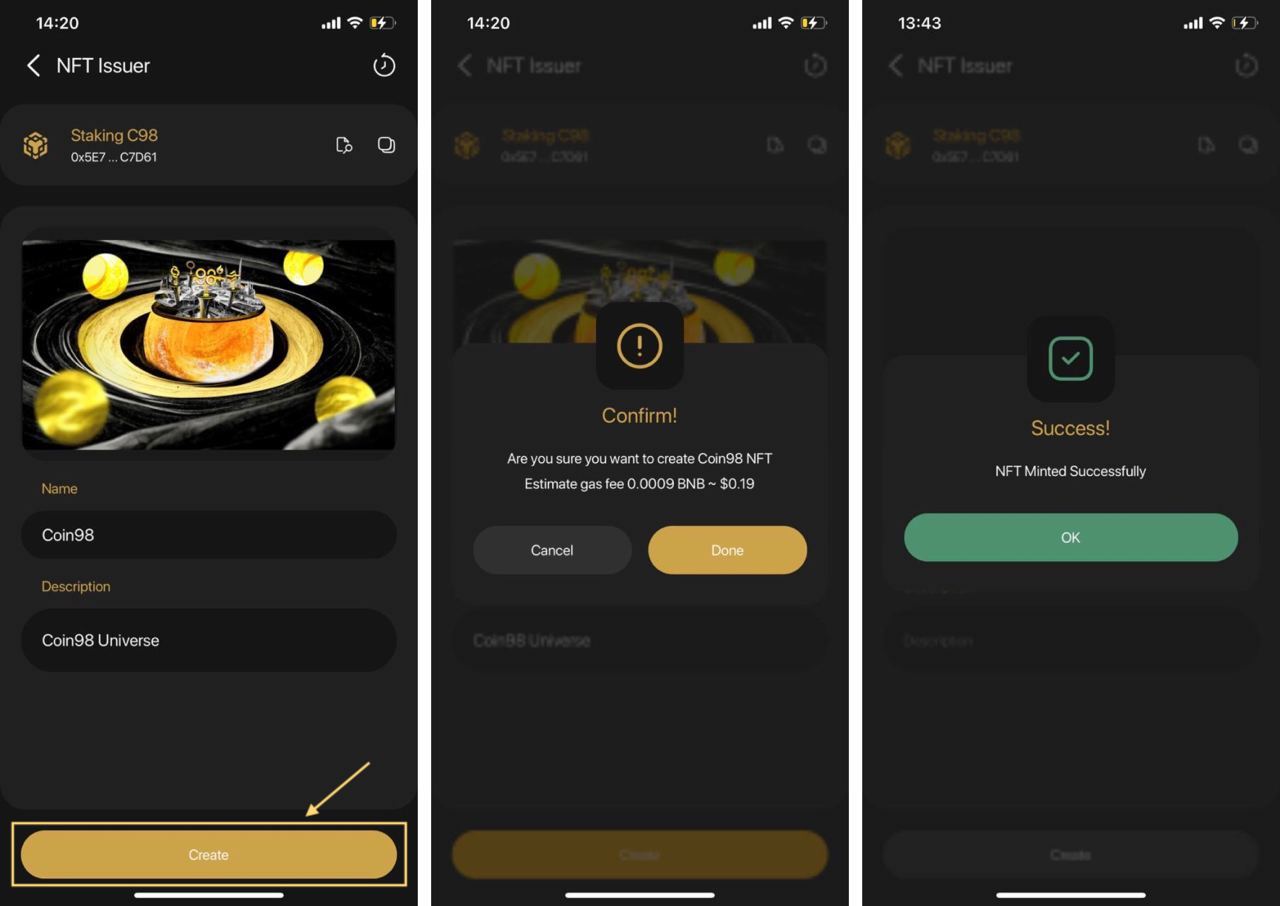 14:20
NFT Issuer
Staking C98
0x5E7 ... C7D61
Name
Coin98
Description
Coin98 Universe
Create
14:20
NFT Issuer
Staking C98
0x5E7 ... C7D61
Confirm!
Are you sure you want to create Coin98 NFT
Estimate gas fee 0.0009 BNB ~ $0.19
Cancel
Done
Coin98 Universe
Create
13:43
NFT Issuer
Staking C98
0x5E7 ... C7D61
Success!
NFT Minted Successfully
OK
Description
Create